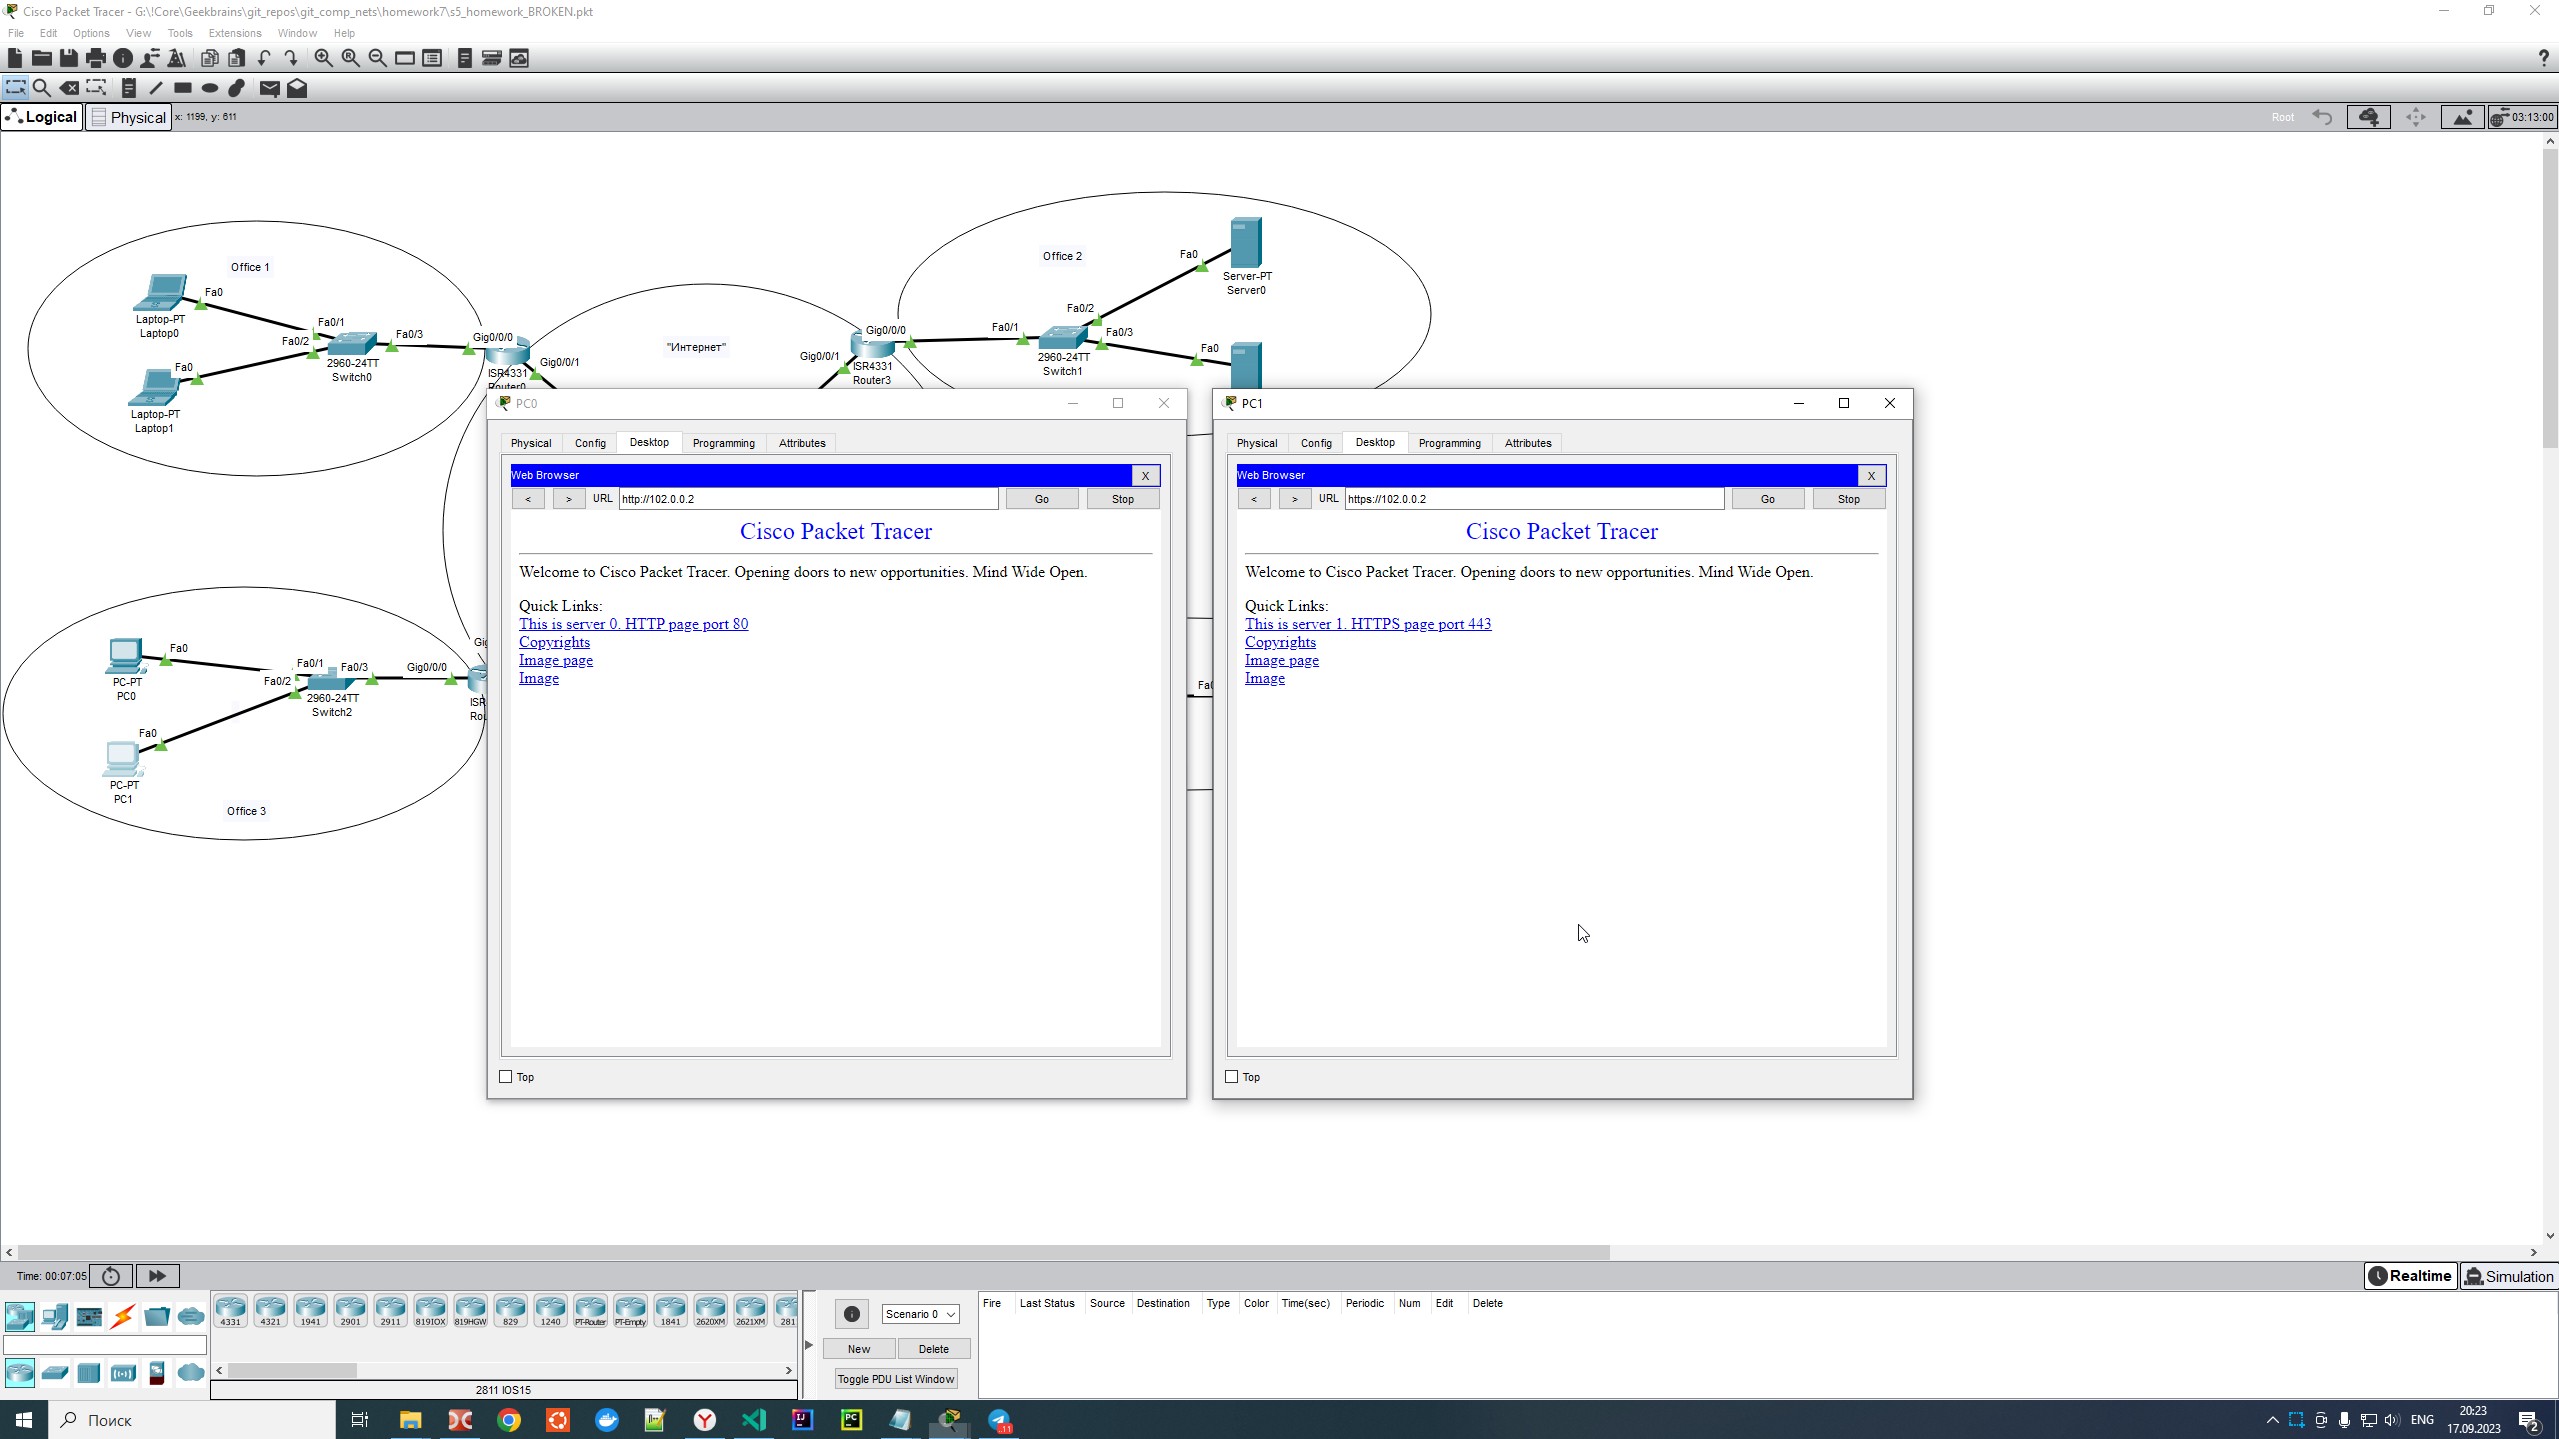 Cisco Packet Tracer - G:\!Core\Geekbrains\git_repos\git_comp_nets\homework7\s5_homework_BROKEN.pkt
File Edit Options View Tools Extensions Window Help
Logical Physical x: 1199, y: 611 Root 03:13:00
Office 1
Fa0
Laptop-PT
Laptop0
Fa0/1
Fa0/2
Fa0/3
2960-24TT
Switch0
Fa0
Laptop-PT
Laptop1
Gig0/0/0
Gig0/0/1
ISR4331
Router0
"Интернет"
Office 2
Gig0/0/0
Gig0/0/1
ISR4331
Router3
Fa0/1
Fa0/2
Fa0/3
2960-24TT
Switch1
Fa0
Server-PT
Server0
Fa0
PC-PT
PC0
Fa0
Fa0/1
Fa0/2
Fa0/3
2960-24TT
Switch2
Gig0/0/0
Fa0
PC-PT
PC1
Office 3
PC0
Physical Config Desktop Programming Attributes
Web Browser X
< > URL http://102.0.0.2 Go Stop
Cisco Packet Tracer
Welcome to Cisco Packet Tracer. Opening doors to new opportunities. Mind Wide Open.
Quick Links:
This is server 0. HTTP page port 80
Copyrights
Image page
Image
Top
PC1
Physical Config Desktop Programming Attributes
Web Browser X
< > URL https://102.0.0.2 Go Stop
Cisco Packet Tracer
Welcome to Cisco Packet Tracer. Opening doors to new opportunities. Mind Wide Open.
Quick Links:
This is server 1. HTTPS page port 443
Copyrights
Image page
Image
Top
Time: 00:07:05 Realtime Simulation
4331 4321 1941 2901 2911 819IOX 819HGW 829 1240 PT-Router PT-Empty 1841 2620XM 2621XM 281
2811 IOS15
Scenario 0
New Delete
Toggle PDU List Window
Fire Last Status Source Destination Type Color Time(sec) Periodic Num Edit Delete
Поиск
ENG
20:23
17.09.2023
2